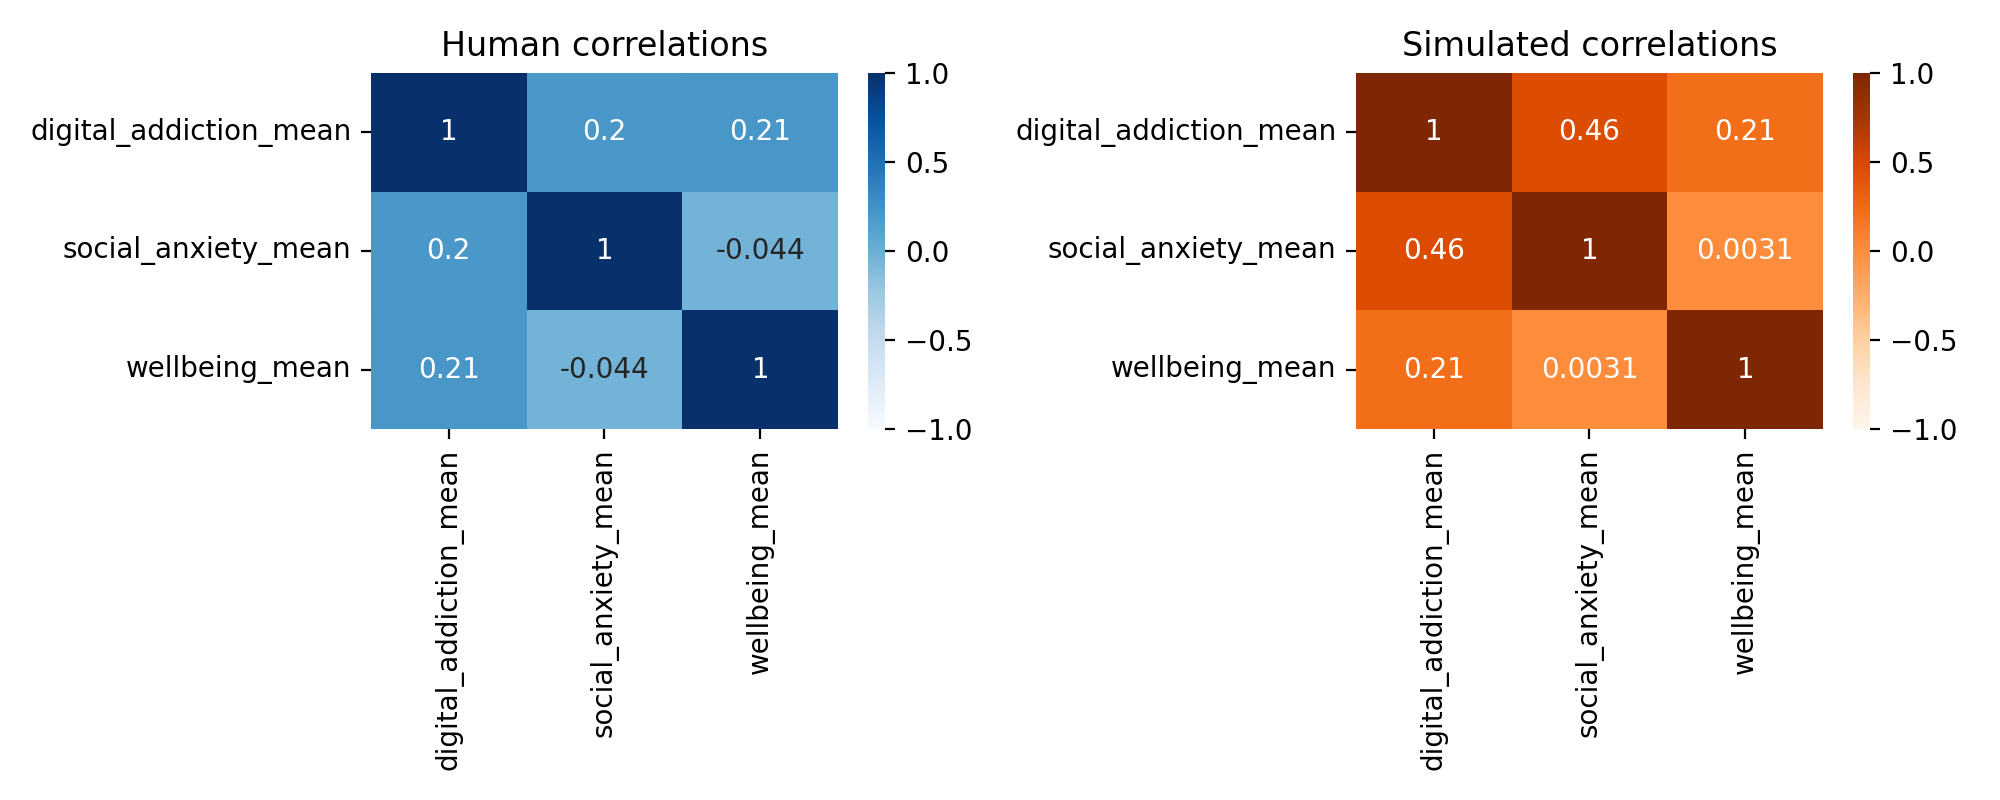 Human correlations
digital_addiction_mean 1 0.2 0.21
social_anxiety_mean 0.2 1 -0.044
wellbeing_mean 0.21 -0.044 1
digital_addiction_mean social_anxiety_mean wellbeing_mean
1.0
0.5
0.0
−0.5
−1.0
Simulated correlations
digital_addiction_mean 1 0.46 0.21
social_anxiety_mean 0.46 1 0.0031
wellbeing_mean 0.21 0.0031 1
digital_addiction_mean social_anxiety_mean wellbeing_mean
1.0
0.5
0.0
−0.5
−1.0